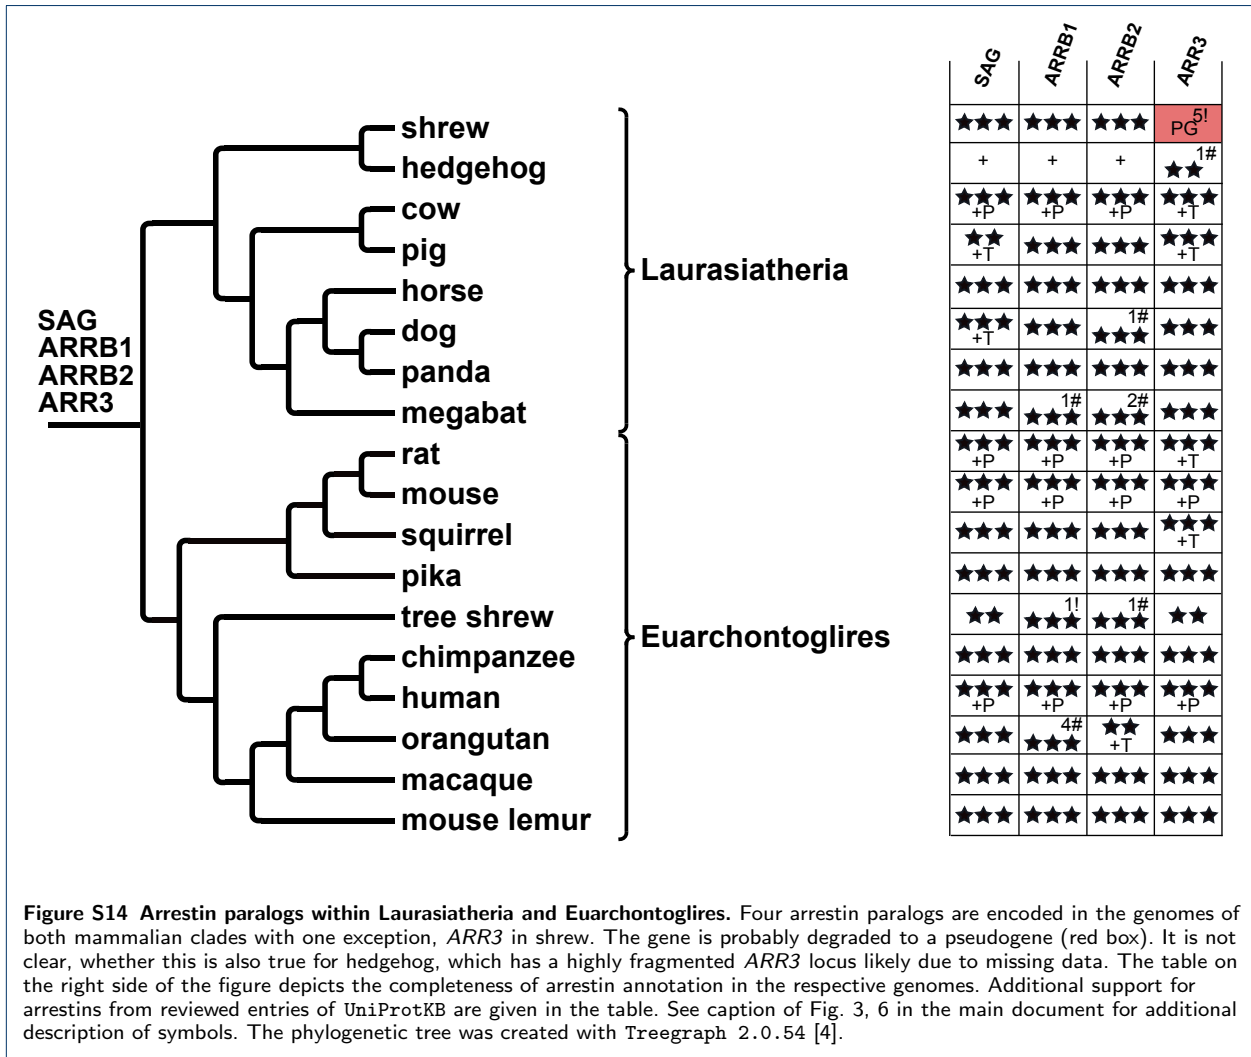 SAG ARRB1 ARRB2 ARR3
shrew ★★★ ★★★ ★★★ PG 5!
hedgehog + + + ★★ 1#
cow ★★★ +P ★★★ +P ★★★ +P ★★★ +T
pig ★★ +T ★★★ ★★★ ★★★ +T
Laurasiatheria
horse ★★★ ★★★ ★★★ ★★★
dog ★★★ +T ★★★ ★★★ 1# ★★★
panda ★★★ ★★★ ★★★ ★★★
megabat ★★★ ★★★ 1# ★★★ 2# ★★★
SAG
ARRB1
ARRB2
ARR3
rat ★★★ +P ★★★ +P ★★★ +P ★★★ +T
mouse ★★★ +P ★★★ +P ★★★ +P ★★★ +P
squirrel ★★★ ★★★ ★★★ ★★★ +T
pika ★★★ ★★★ ★★★ ★★★
tree shrew ★★ ★★★ 1! ★★★ 1# ★★
Euarchontoglires
chimpanzee ★★★ ★★★ ★★★ ★★★
human ★★★ +P ★★★ +P ★★★ +P ★★★ +P
orangutan ★★★ ★★★ 4# ★★ +T ★★★
macaque ★★★ ★★★ ★★★ ★★★
mouse lemur ★★★ ★★★ ★★★ ★★★
Figure S14 Arrestin paralogs within Laurasiatheria and Euarchontoglires. Four arrestin paralogs are encoded in the genomes of
both mammalian clades with one exception, ARR3 in shrew. The gene is probably degraded to a pseudogene (red box). It is not
clear, whether this is also true for hedgehog, which has a highly fragmented ARR3 locus likely due to missing data. The table on
the right side of the figure depicts the completeness of arrestin annotation in the respective genomes. Additional support for
arrestins from reviewed entries of UniProtKB are given in the table. See caption of Fig. 3, 6 in the main document for additional
description of symbols. The phylogenetic tree was created with Treegraph 2.0.54 [4].